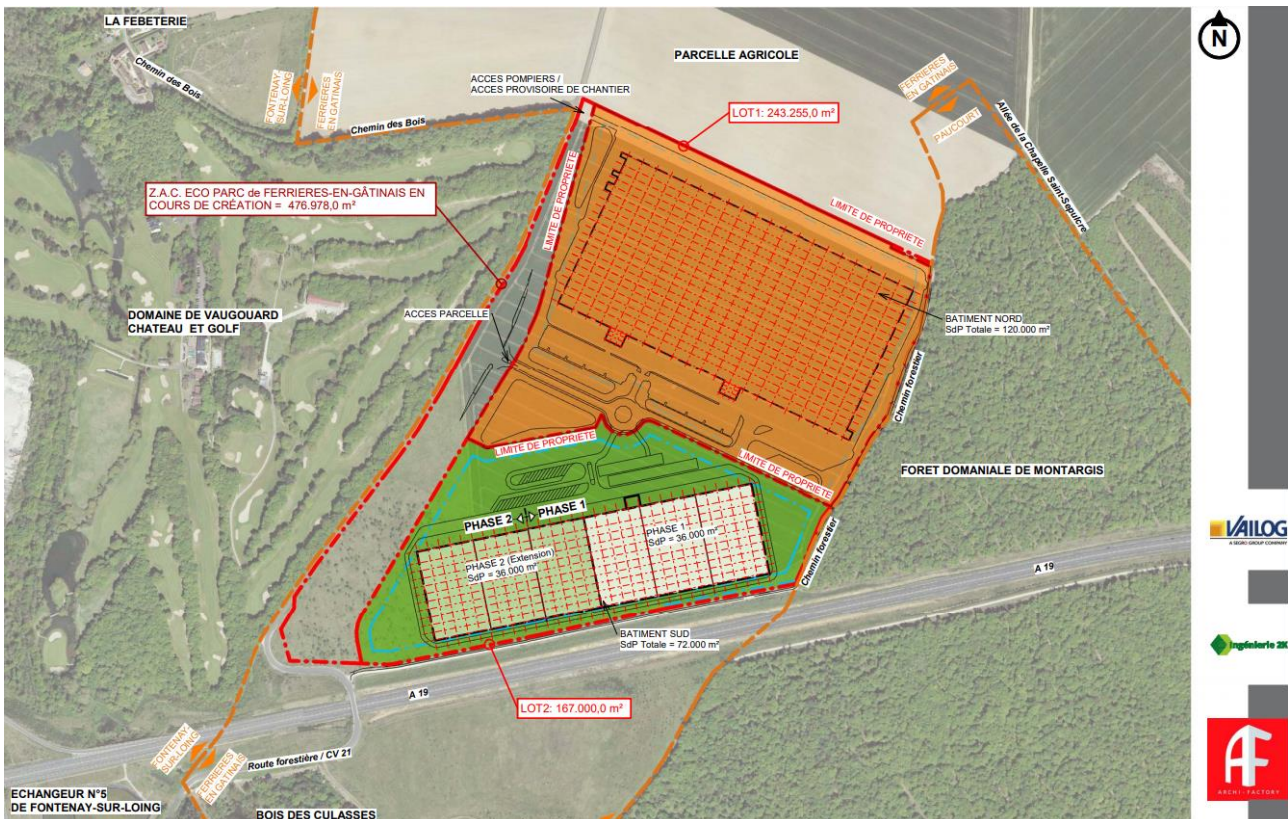 LA FEBETERIE
Chemin des Bois
FONTENAY-
SUR-LOING
FERRIERES
EN GÂTINAIS
Chemin des Bois
ACCES POMPIERS /
ACCES PROVISOIRE DE CHANTIER
PARCELLE AGRICOLE
LOT1: 243.255,0 m²
FERRIERES
EN GÂTINAIS
PAUCOURT
Allée de la Chapelle Saint-Sepulcre
N
Z.A.C. ECO PARC de FERRIERES-EN-GÂTINAIS EN
COURS DE CRÉATION = 476.978,0 m²
LIMITE DE PROPRIETE
LIMITE DE PROPRIETE
DOMAINE DE VAUGOUARD
CHATEAU ET GOLF
ACCES PARCELLE
BATIMENT NORD
SdP Totale = 120.000 m²
Chemin forestier
LIMITE DE PROPRIETE
LIMITE DE PROPRIETE
FORET DOMANIALE DE MONTARGIS
PHASE 2
PHASE 1
PHASE 1
SdP = 36.000 m²
PHASE 2 (Extension)
SdP = 36.000 m²
Chemin forestier
A 19
BATIMENT SUD
SdP Totale = 72.000 m²
A 19
LOT2: 167.000,0 m²
FONTENAY-
SUR-LOING
FERRIERES
EN GÂTINAIS
Route forestière / CV 21
ECHANGEUR N°5
DE FONTENAY-SUR-LOING
BOIS DES CULASSES
VAILOG
A SEGRO GROUP COMPANY
Ingénierie 2K
AF
ARCHI-FACTORY